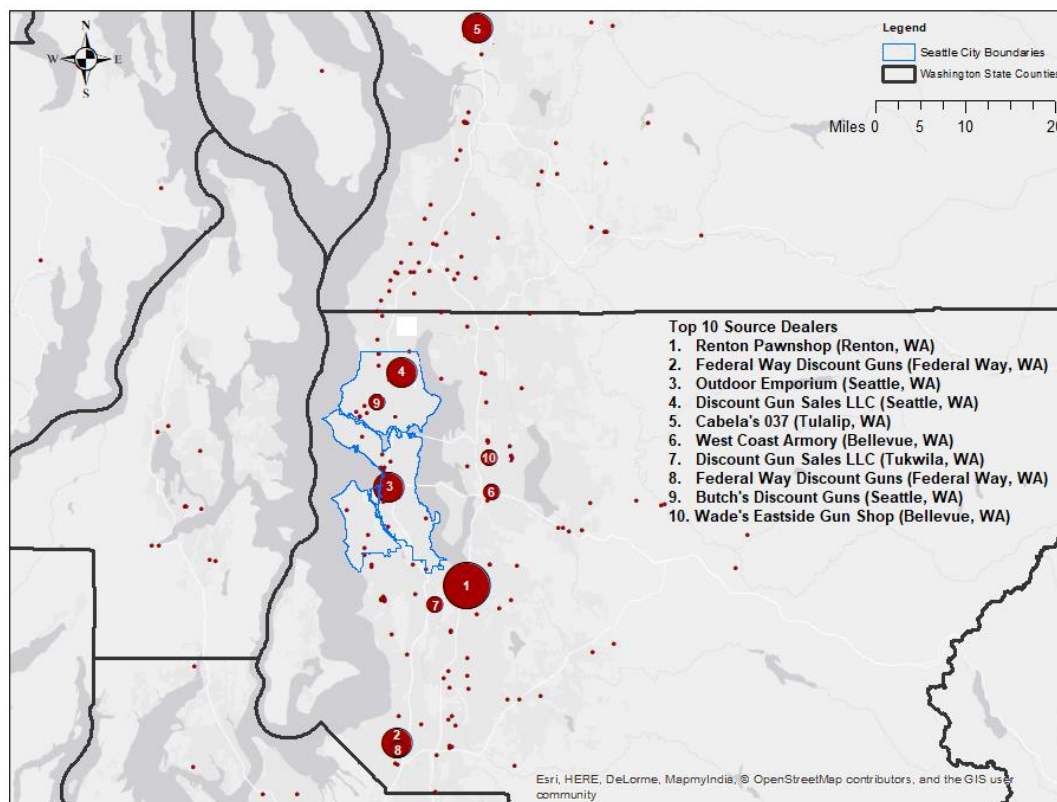 N
W E
S
5
Legend
Seattle City Boundaries
Washington State Counties
Miles 0 5 10 20
Top 10 Source Dealers
1. Renton Pawnshop (Renton, WA)
2. Federal Way Discount Guns (Federal Way, WA)
3. Outdoor Emporium (Seattle, WA)
4. Discount Gun Sales LLC (Seattle, WA)
5. Cabela's 037 (Tulalip, WA)
6. West Coast Armory (Bellevue, WA)
7. Discount Gun Sales LLC (Tukwila, WA)
8. Federal Way Discount Guns (Federal Way, WA)
9. Butch's Discount Guns (Seattle, WA)
10. Wade's Eastside Gun Shop (Bellevue, WA)
4
9
10
3
6
1
7
2
8
Esri, HERE, DeLorme, MapmyIndia, © OpenStreetMap contributors, and the GIS user
community